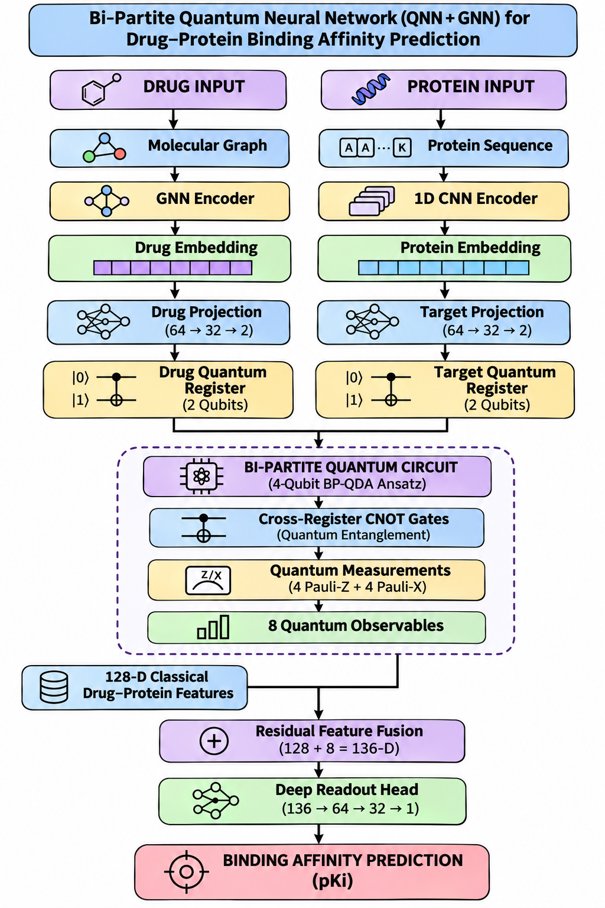 Bi-Partite Quantum Neural Network (QNN + GNN) for
Drug–Protein Binding Affinity Prediction
DRUG INPUT
PROTEIN INPUT
Molecular Graph
A A ... K
Protein Sequence
GNN Encoder
1D CNN Encoder
Drug Embedding
Protein Embedding
Drug Projection
(64 → 32 → 2)
Target Projection
(64 → 32 → 2)
|0⟩
|1⟩
Drug Quantum
Register
(2 Qubits)
|0⟩
|1⟩
Target Quantum
Register
(2 Qubits)
BI-PARTITE QUANTUM CIRCUIT
(4-Qubit BP-QDA Ansatz)
Cross-Register CNOT Gates
(Quantum Entanglement)
Z/X
Quantum Measurements
(4 Pauli-Z + 4 Pauli-X)
8 Quantum Observables
128-D Classical
Drug–Protein Features
Residual Feature Fusion
(128 + 8 = 136-D)
Deep Readout Head
(136 → 64 → 32 → 1)
BINDING AFFINITY PREDICTION
(pKi)